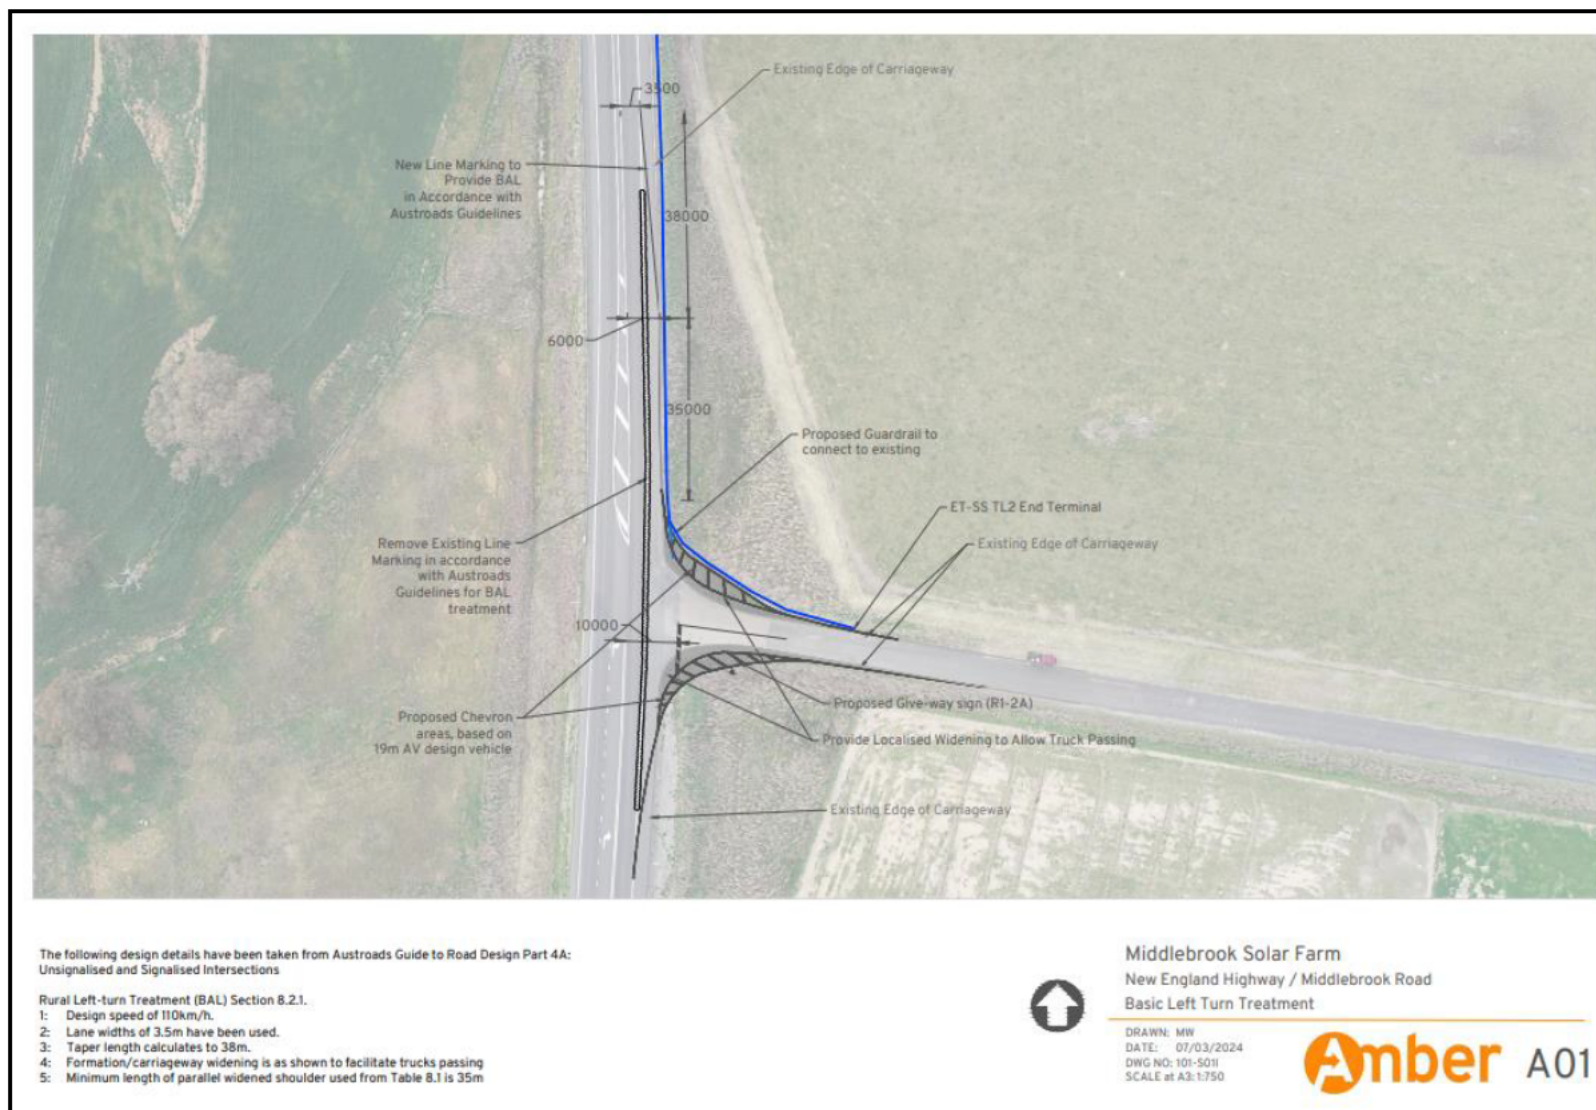 Existing Edge of Carriageway
3500
New Line Marking to
Provide BAL
in Accordance with
Austroads Guidelines
38000
6000
35000
Proposed Guardrail to
connect to existing
ET-SS TL2 End Terminal
Existing Edge of Carriageway
Remove Existing Line
Marking in accordance
with Austroads
Guidelines for BAL
treatment
10000
Proposed Give-way sign (R1-2A)
Proposed Chevron
areas, based on
19m AV design vehicle
Provide Localised Widening to Allow Truck Passing
Existing Edge of Carriageway
The following design details have been taken from Austroads Guide to Road Design Part 4A:
Unsignalised and Signalised Intersections
Rural Left-turn Treatment (BAL) Section 8.2.1.
1: Design speed of 110km/h.
2: Lane widths of 3.5m have been used.
3: Taper length calculates to 38m.
4: Formation/carriageway widening is as shown to facilitate trucks passing
5: Minimum length of parallel widened shoulder used from Table 8.1 is 35m
Middlebrook Solar Farm
New England Highway / Middlebrook Road
Basic Left Turn Treatment
DRAWN: MW
DATE: 07/03/2024
DWG NO: 101-S01I
SCALE at A3: 1:750
Amber A01